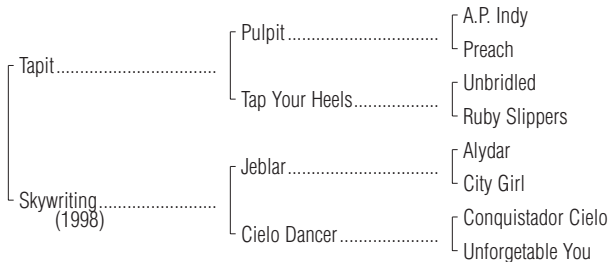 A.P. Indy
Pulpit
Preach
Tapit
Unbridled
Tap Your Heels
Ruby Slippers
Alydar
Jeblar
City Girl
Skywriting
(1998)
Conquistador Cielo
Cielo Dancer
Unforgetable You